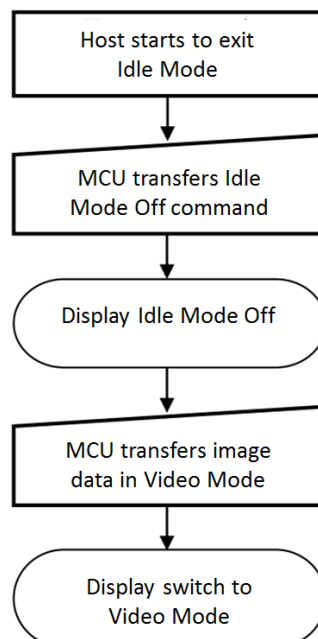 Host starts to exit
Idle Mode
MCU transfers Idle
Mode Off command
Display Idle Mode Off
MCU transfers image
data in Video Mode
Display switch to
Video Mode